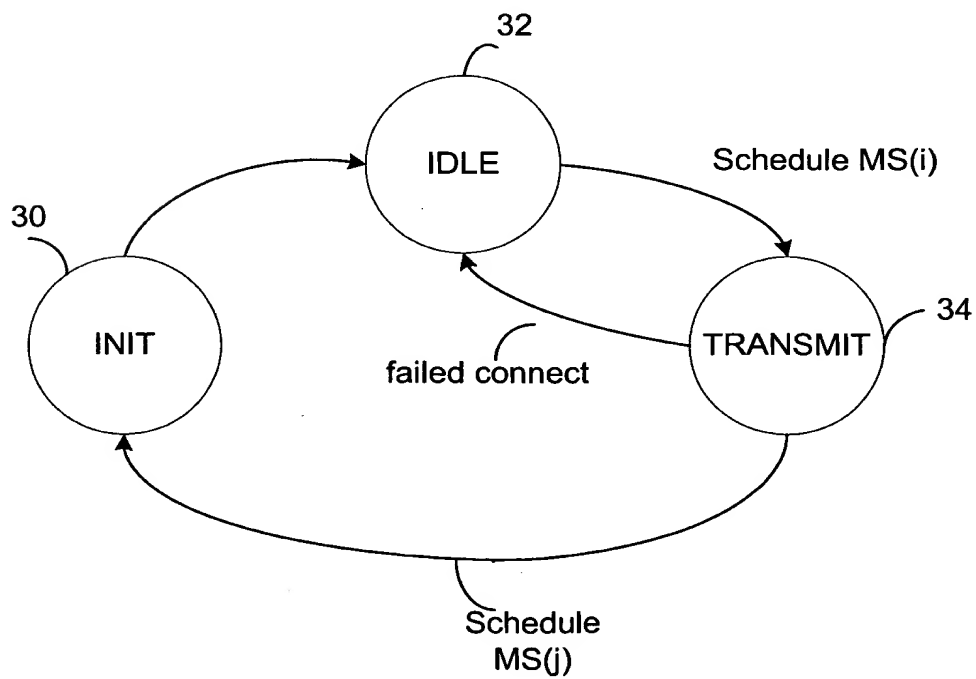 32
IDLE
Schedule MS(i)
30
34
INIT
TRANSMIT
failed connect
Schedule
MS(j)